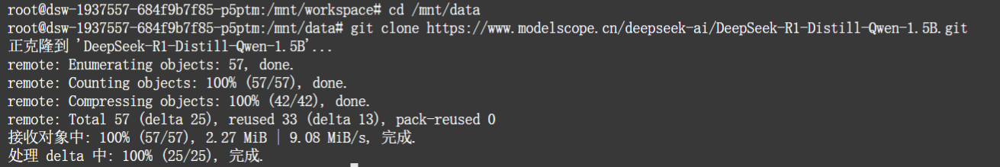 root@dsw-1937557-684f9b7f85-p5ptm:/mnt/workspace# cd /mnt/data
root@dsw-1937557-684f9b7f85-p5ptm:/mnt/data# git clone https://www.modelscope.cn/deepseek-ai/DeepSeek-R1-Distill-Qwen-1.5B.git
正克隆到 'DeepSeek-R1-Distill-Qwen-1.5B'...
remote: Enumerating objects: 57, done.
remote: Counting objects: 100% (57/57), done.
remote: Compressing objects: 100% (42/42), done.
remote: Total 57 (delta 25), reused 33 (delta 13), pack-reused 0
接收对象中: 100% (57/57), 2.27 MiB | 9.08 MiB/s, 完成.
处理 delta 中: 100% (25/25), 完成.